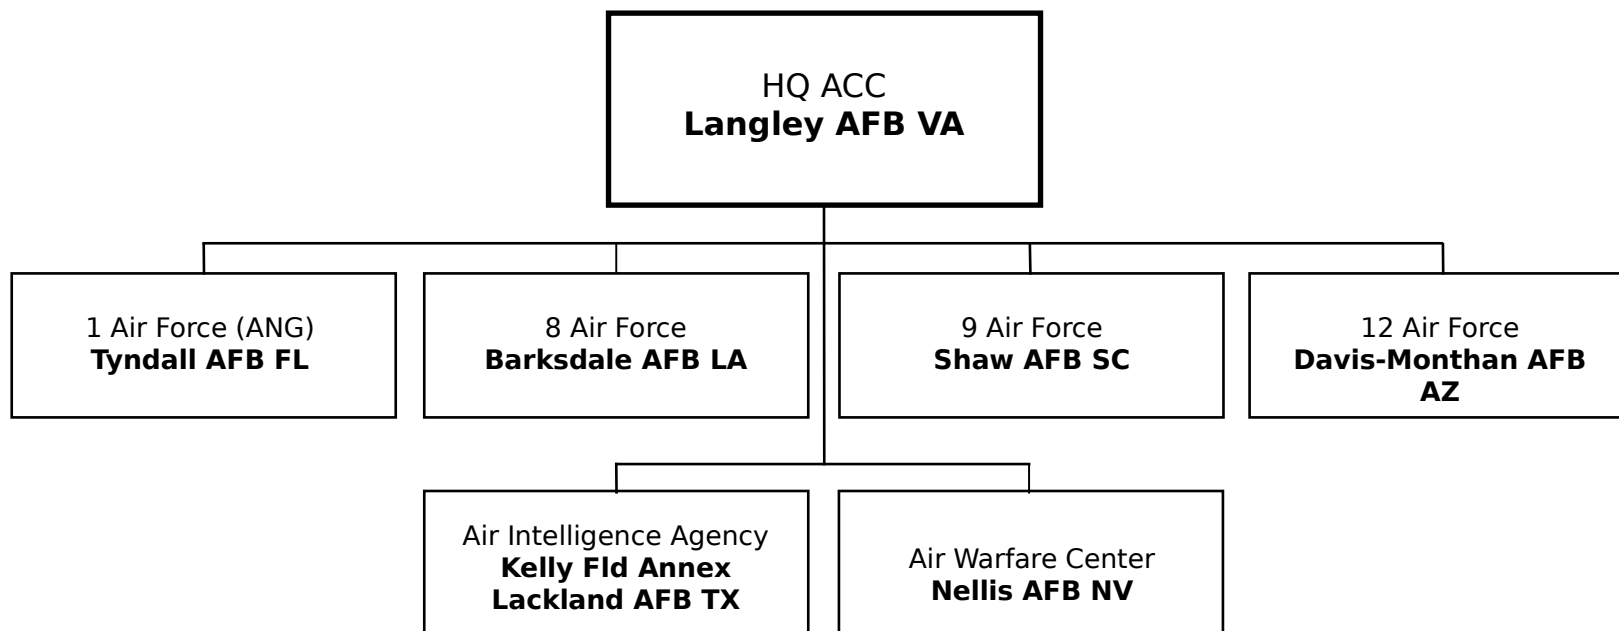 HQ ACC
Langley AFB VA
1 Air Force (ANG)
Tyndall AFB FL
8 Air Force
Barksdale AFB LA
9 Air Force
Shaw AFB SC
12 Air Force
Davis-Monthan AFB
AZ
Air Intelligence Agency
Kelly Fld Annex
Lackland AFB TX
Air Warfare Center
Nellis AFB NV